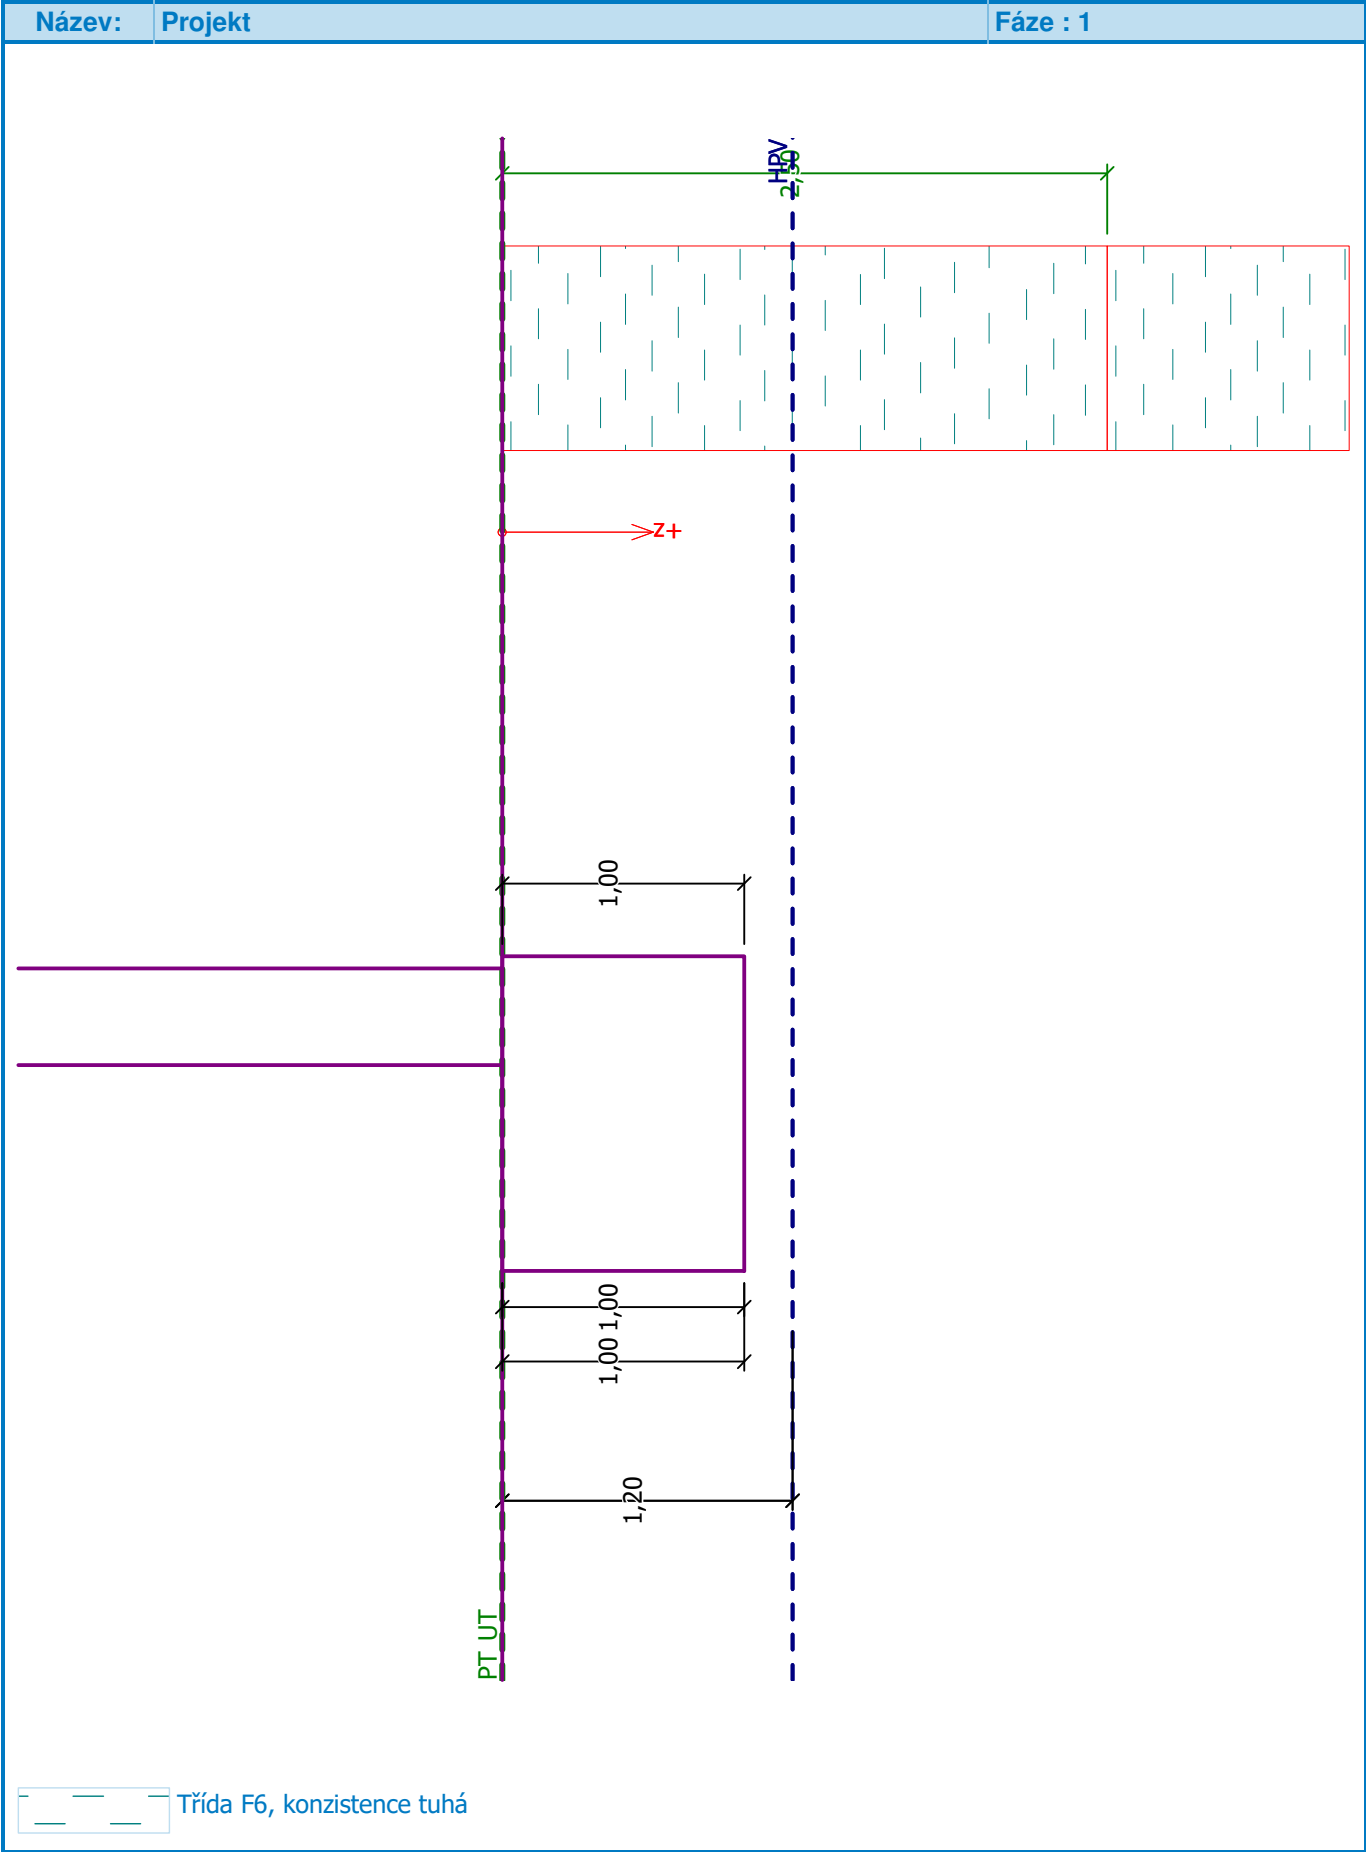 Název: Projekt Fáze : 1
HPV
2,50
Z+
1,00
1,00
1,00
1,20
PT UT
Třída F6, konzistence tuhá